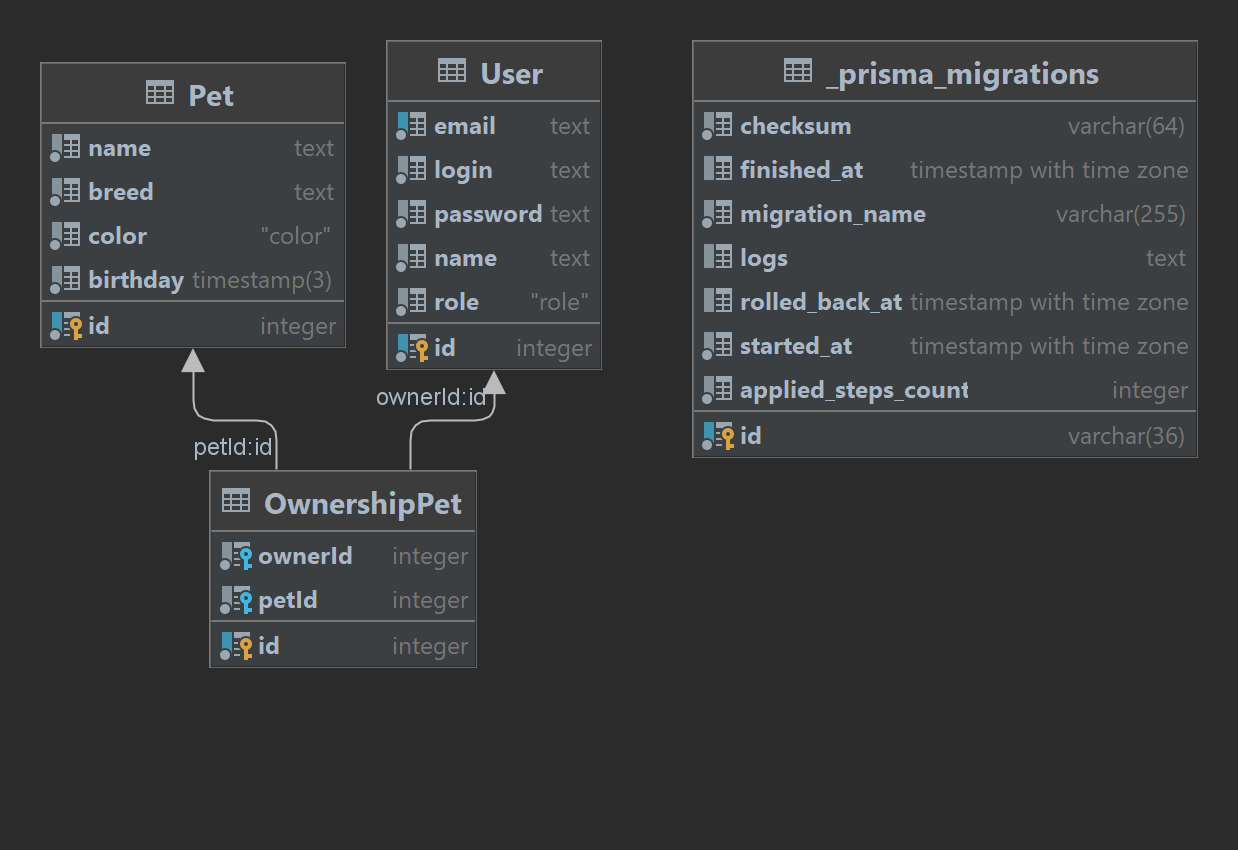 Pet
name text
breed text
color "color"
birthday timestamp(3)
id integer
User
email text
login text
password text
name text
role "role"
id integer
_prisma_migrations
checksum varchar(64)
finished_at timestamp with time zone
migration_name varchar(255)
logs text
rolled_back_at timestamp with time zone
started_at timestamp with time zone
applied_steps_count integer
id varchar(36)
ownerId:id
petId:id
OwnershipPet
ownerId integer
petId integer
id integer